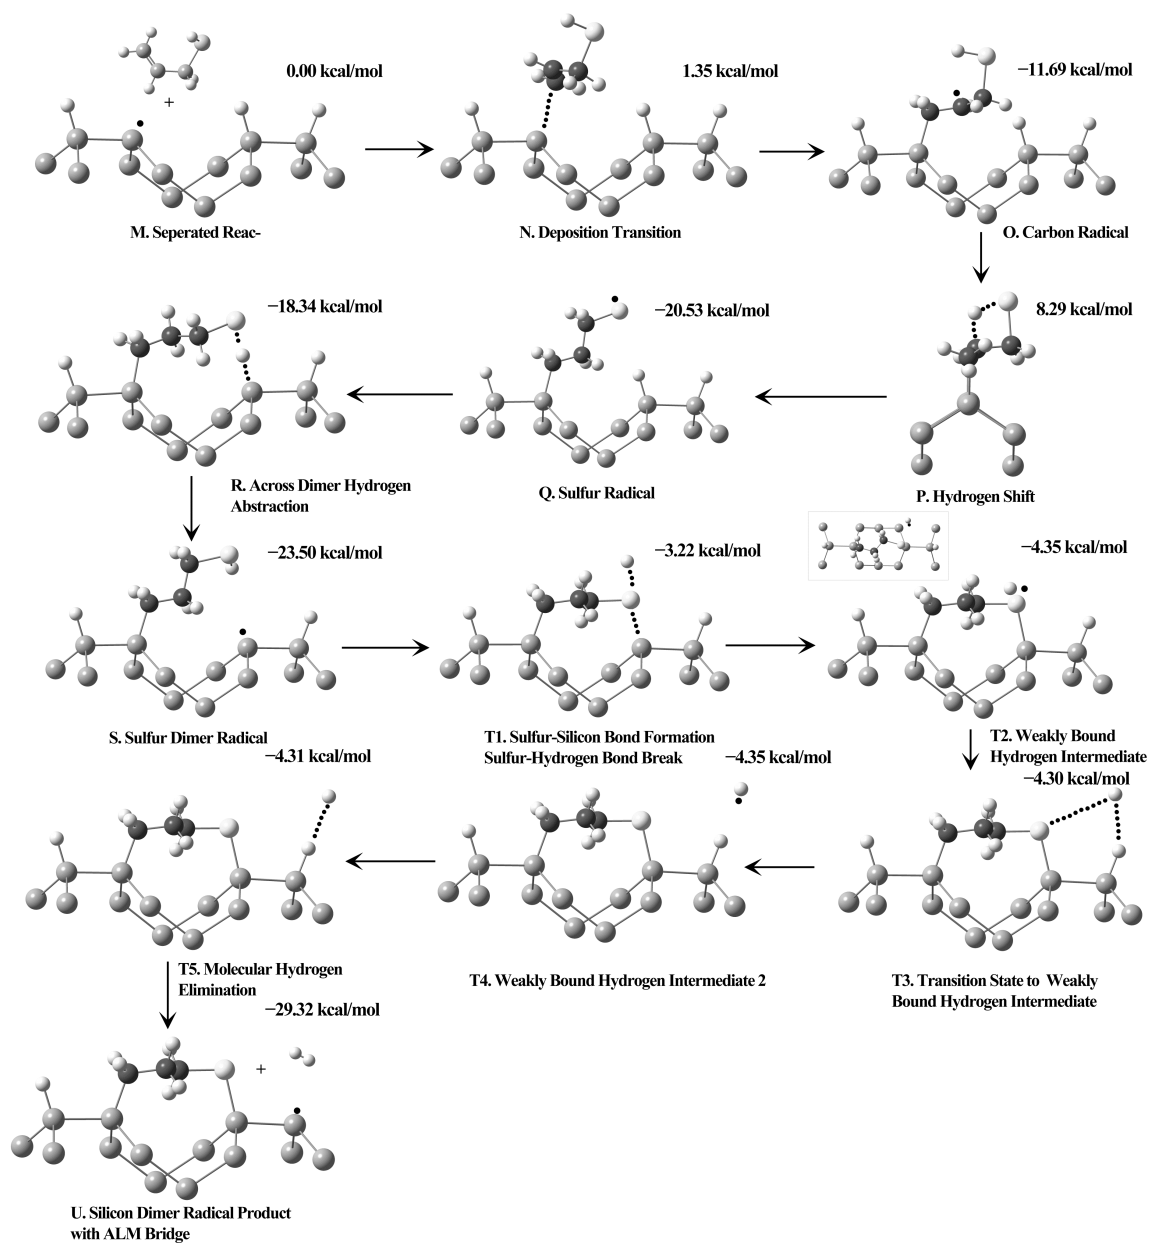 0.00 kcal/mol
+
M. Seperated Reac-
1.35 kcal/mol
N. Deposition Transition
−11.69 kcal/mol
O. Carbon Radical
8.29 kcal/mol
P. Hydrogen Shift
−20.53 kcal/mol
Q. Sulfur Radical
−18.34 kcal/mol
R. Across Dimer Hydrogen
Abstraction
−23.50 kcal/mol
S. Sulfur Dimer Radical
−3.22 kcal/mol
T1. Sulfur-Silicon Bond Formation
Sulfur-Hydrogen Bond Break
−4.35 kcal/mol
T2. Weakly Bound
Hydrogen Intermediate
−4.30 kcal/mol
T3. Transition State to Weakly
Bound Hydrogen Intermediate
−4.35 kcal/mol
T4. Weakly Bound Hydrogen Intermediate 2
−4.31 kcal/mol
T5. Molecular Hydrogen
Elimination
−29.32 kcal/mol
+
U. Silicon Dimer Radical Product
with ALM Bridge